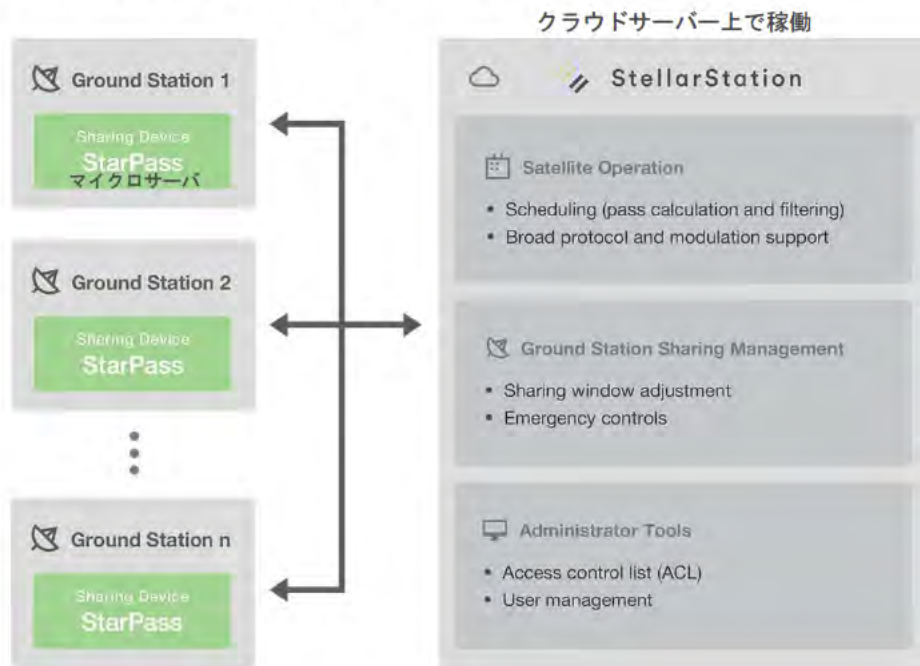 クラウドサーバー上で稼働
Ground Station 1
Sharing Device
StarPass
マイクロサーバ
Ground Station 2
Sharing Device
StarPass
Ground Station n
Sharing Device
StarPass
StellarStation
Satellite Operation
• Scheduling (pass calculation and filtering)
• Broad protocol and modulation support
Ground Station Sharing Management
• Sharing window adjustment
• Emergency controls
Administrator Tools
• Access control list (ACL)
• User management